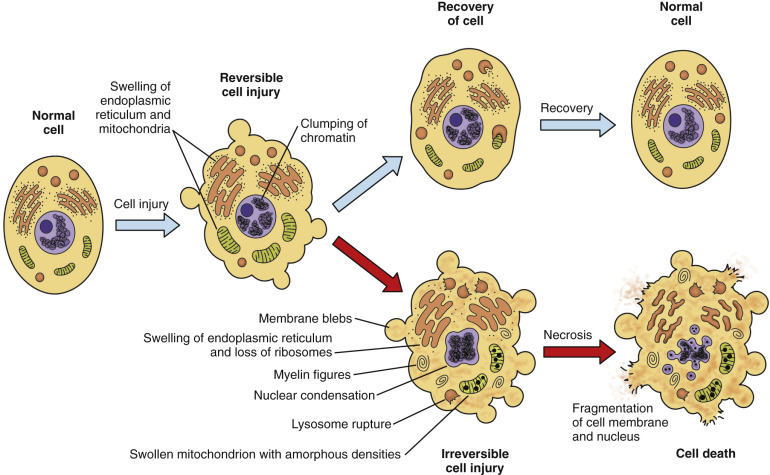 Recovery
of cell
Normal
cell
Reversible
cell injury
Swelling of
endoplasmic
reticulum and
mitochondria
Normal
cell
Clumping of
chromatin
Recovery
Cell injury
Membrane blebs
Swelling of endoplasmic reticulum
and loss of ribosomes
Myelin figures
Nuclear condensation
Lysosome rupture
Swollen mitochondrion with amorphous densities
Necrosis
Fragmentation
of cell membrane
and nucleus
Irreversible
cell injury
Cell death